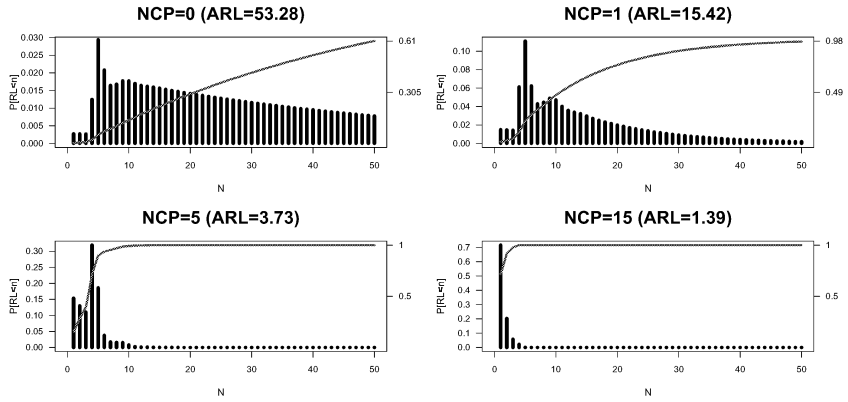 NCP=0 (ARL=53.28)
P[RL<n]
0.030
0.025
0.020
0.015
0.010
0.005
0.000
0.61
0.305
0 10 20 30 40 50
N
NCP=1 (ARL=15.42)
P[RL<n]
0.10
0.08
0.06
0.04
0.02
0.00
0.98
0.49
0 10 20 30 40 50
N
NCP=5 (ARL=3.73)
P[RL<n]
0.30
0.25
0.20
0.15
0.10
0.05
0.00
1
0.5
0 10 20 30 40 50
N
NCP=15 (ARL=1.39)
P[RL<n]
0.7
0.6
0.5
0.4
0.3
0.2
0.1
0.0
1
0.5
0 10 20 30 40 50
N